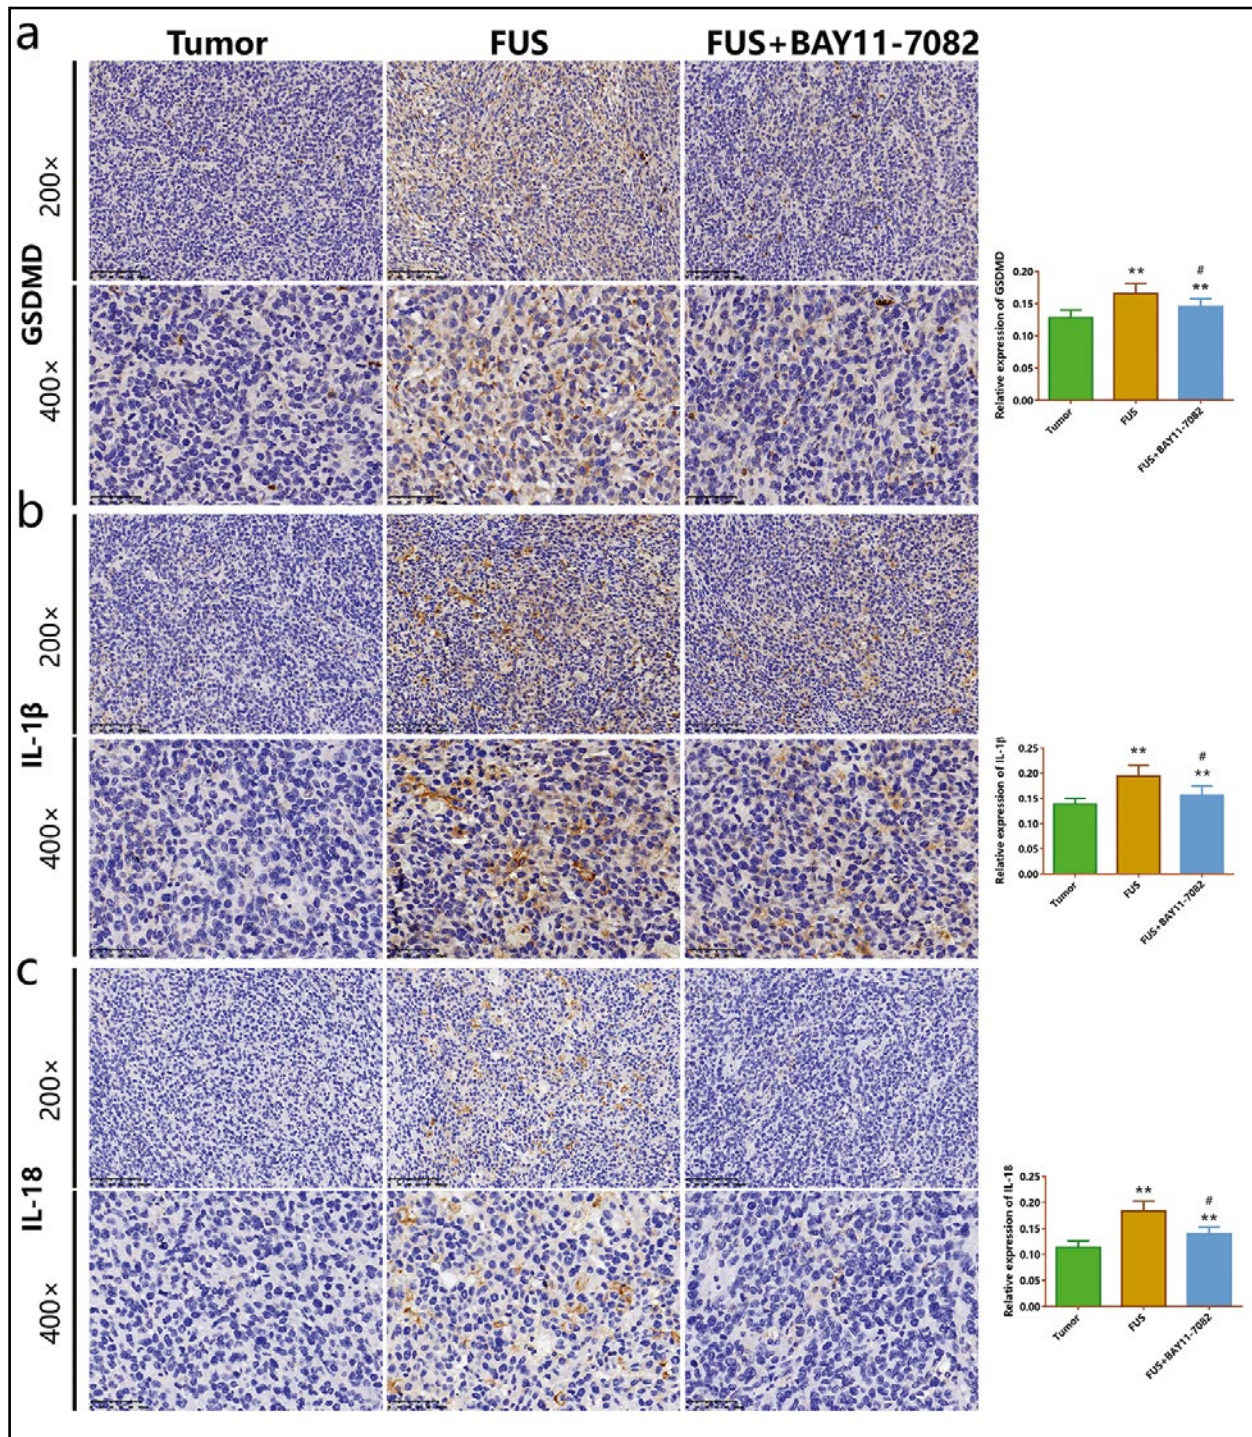 a
Tumor
FUS
FUS+BAY11-7082
GSDMD
200×
400×
Relative expression of GSDMD
0.20
0.15
0.10
0.05
0.00
**
#
**
Tumor
FUS
FUS+BAY11-7082
b
IL-1β
200×
400×
Relative expression of IL-1β
0.25
0.20
0.15
0.10
0.05
0.00
**
#
**
Tumor
FUS
FUS+BAY11-7082
c
IL-18
200×
400×
Relative expression of IL-18
0.25
0.20
0.15
0.10
0.05
0.00
**
#
**
Tumor
FUS
FUS+BAY11-7082